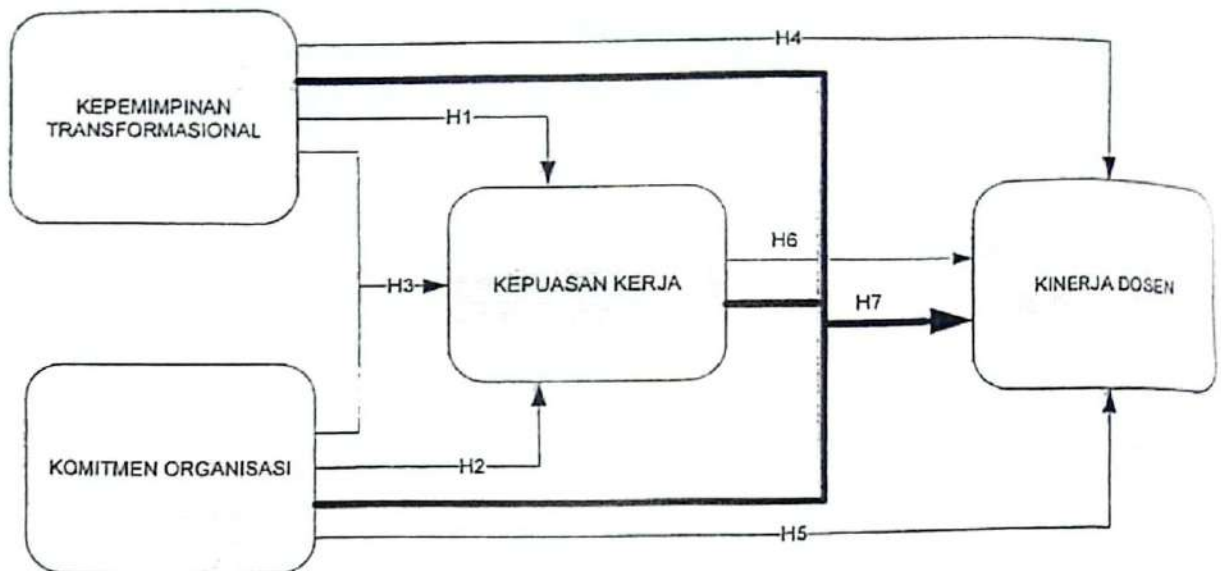 H4
KEPEMIMPINAN
TRANSFORMASIONAL
H1
H6
H3
KEPUASAN KERJA
KINERJA DOSEN
H7
KOMITMEN ORGANISASI
H2
H5